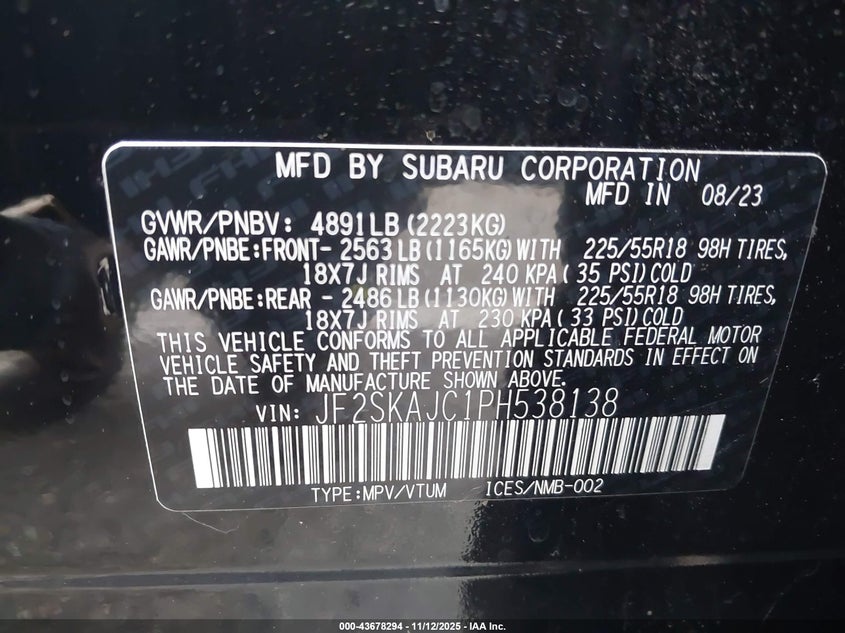 MFD BY SUBARU CORPORATION
MFD IN 08/23
GVWR/PNBV: 4891LB(2223KG)
GAWR/PNBE:FRONT- 2563LB(1165KG)WITH 225/55R18 98H TIRES,
18X7J RIMS AT 240 KPA( 35 PSI)COLD
GAWR/PNBE:REAR - 2486LB(1130KG)WITH 225/55R18 98H TIRES,
18X7J RIMS AT 230 KPA( 33 PSI)COLD
THIS VEHICLE CONFORMS TO ALL APPLICABLE FEDERAL MOTOR
VEHICLE SAFETY AND THEFT PREVENTION STANDARDS IN EFFECT ON
THE DATE OF MANUFACTURE SHOWN ABOVE.
VIN: JF2SKAJC1PH538138
TYPE:MPV/VTUM ICES/NMB-002
000-43678294 - 11/12/2025 - IAA Inc.